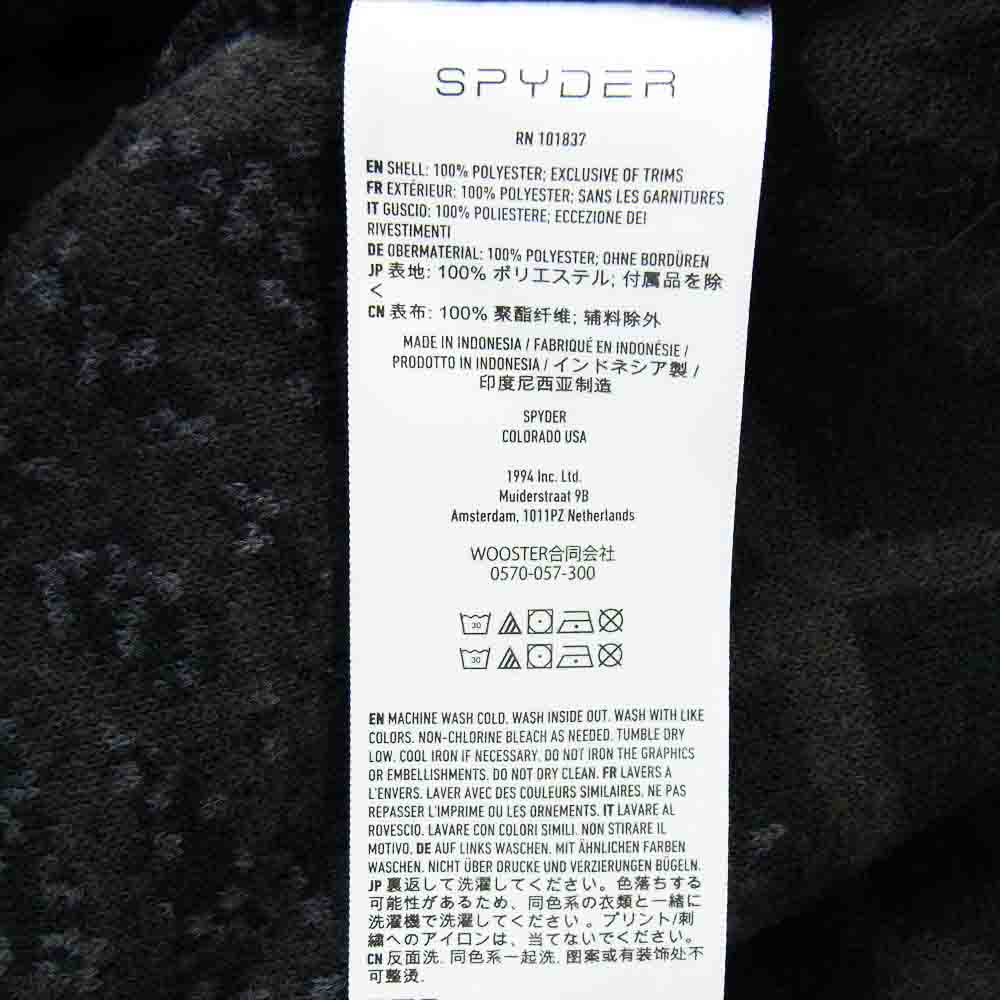 SPYDER
RN 101837
EN SHELL: 100% POLYESTER; EXCLUSIVE OF TRIMS
FR EXTÉRIEUR: 100% POLYESTER; SANS LES GARNITURES
IT GUSCIO: 100% POLIESTERE; ECCEZIONE DEI
RIVESTIMENTI
DE OBERMATERIAL: 100% POLYESTER; OHNE BORDÜREN
JP 表地: 100% ポリエステル; 付属品を除
く
CN 表布: 100% 聚酯纤维; 辅料除外
MADE IN INDONESIA / FABRIQUÉ EN INDONÉSIE /
PRODOTTO IN INDONESIA / インドネシア製 /
印度尼西亚制造
SPYDER
COLORADO USA
1994 Inc. Ltd.
Muiderstraat 9B
Amsterdam, 1011PZ Netherlands
WOOSTER合同会社
0570-057-300
30
30
EN MACHINE WASH COLD. WASH INSIDE OUT. WASH WITH LIKE
COLORS. NON-CHLORINE BLEACH AS NEEDED. TUMBLE DRY
LOW. COOL IRON IF NECESSARY. DO NOT IRON THE GRAPHICS
OR EMBELLISHMENTS. DO NOT DRY CLEAN. FR LAVERS A
L'ENVERS. LAVER AVEC DES COULEURS SIMILAIRES. NE PAS
REPASSER L'IMPRIME OU LES ORNEMENTS. IT LAVARE AL
ROVESCIO. LAVARE CON COLORI SIMILI. NON STIRARE IL
MOTIVO. DE AUF LINKS WASCHEN. MIT ÄHNLICHEN FARBEN
WASCHEN. NICHT ÜBER DRUCKE UND VERZIERUNGEN BÜGELN.
JP 裏返して洗濯してください。色落ちする
可能性があるため、同色系の衣類と一緒に
洗濯機で洗濯してください 。プリント/刺
繍へのアイロンは、当てないでください。
CN 反面洗. 同色系一起洗. 图案或有装饰处不
可整烫.